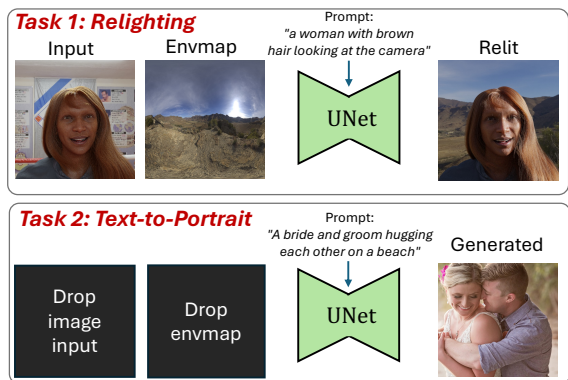 Task 1: Relighting
Input
Envmap
Prompt:
"a woman with brown
hair looking at the camera"
UNet
Relit
Task 2: Text-to-Portrait
Drop
image
input
Drop
envmap
Prompt:
"A bride and groom hugging
each other on a beach"
UNet
Generated